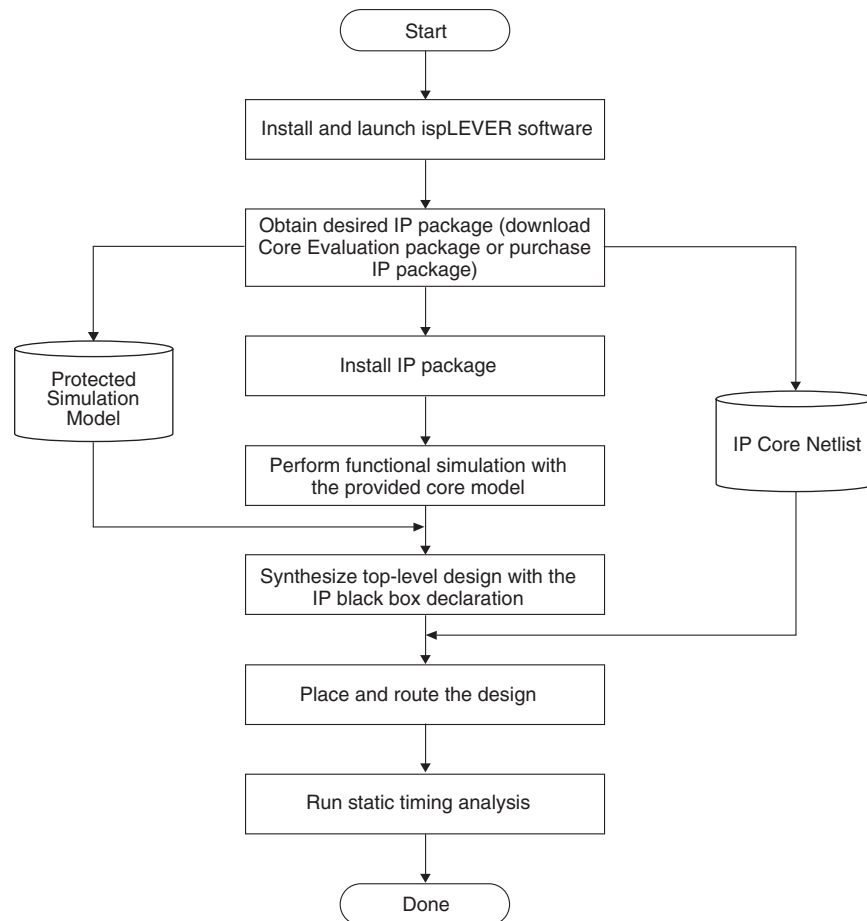 Start
Install and launch ispLEVER software
Obtain desired IP package (download
Core Evaluation package or purchase
IP package)
Install IP package
Protected
Simulation
Model
IP Core Netlist
Perform functional simulation with
the provided core model
Synthesize top-level design with the
IP black box declaration
Place and route the design
Run static timing analysis
Done